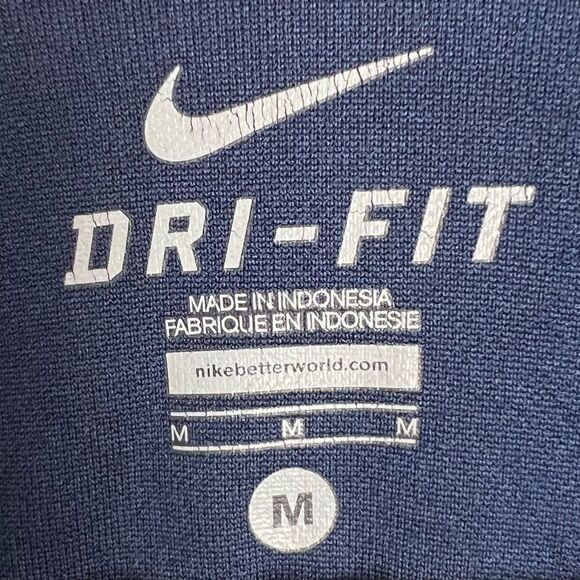 DRI-FIT
MADE IN INDONESIA
FABRIQUE EN INDONESIE
nikebetterworld.com
M M M
M